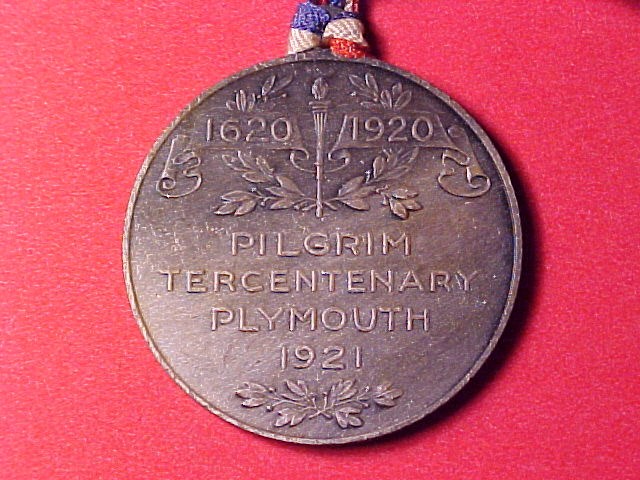 1620 1920
PILGRIM
TERCENTENARY
PLYMOUTH
1921